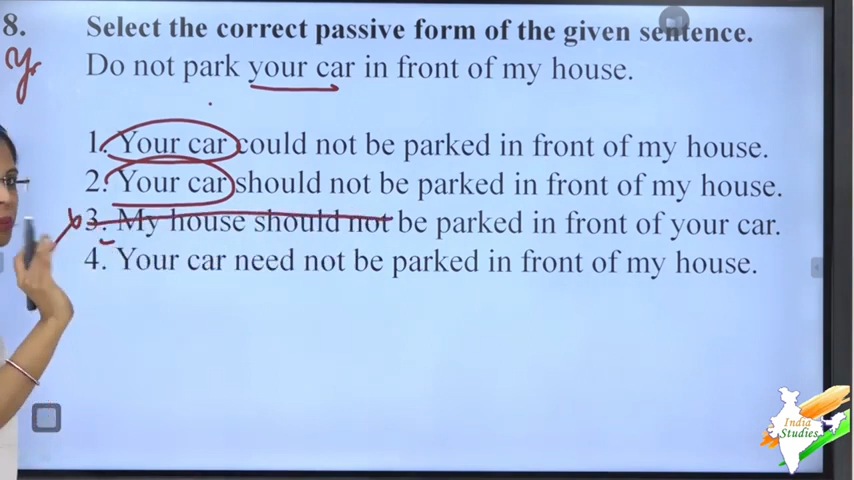 8. Select the correct passive form of the given sentence.
Do not park your car in front of my house.
1. Your car could not be parked in front of my house.
2. Your car should not be parked in front of my house.
3. My house should not be parked in front of your car.
4. Your car need not be parked in front of my house.
India
Studies